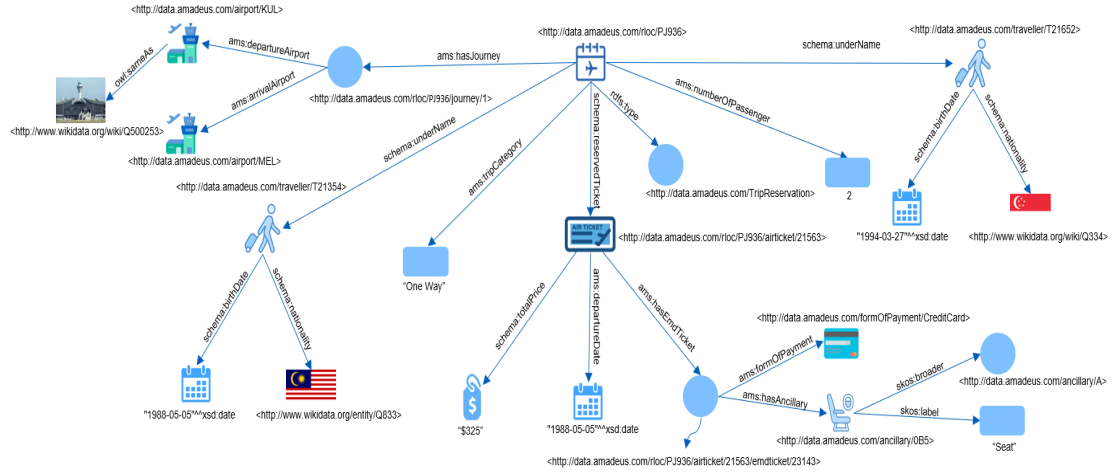 <http://data.amadeus.com/airport/KUL>
<http://data.amadeus.com/rloc/PJ936>
<http://data.amadeus.com/traveller/T21652>
ams:departureAirport
ams:hasJourney
schema:underName
owl:sameAs
ams:arrivalAirport
<http://data.amadeus.com/rloc/PJ936/journey/1>
<http://www.wikidata.org/wiki/Q500253>
<http://data.amadeus.com/airport/MEL>
schema:underName
ams:tripCategory
schema:reservedTicket
rdfs:type
ams:numberOfPassenger
schema:birthDate
schema:nationality
<http://data.amadeus.com/traveller/T21354>
<http://data.amadeus.com/TripReservation>
2
"1994-03-27"^^xsd:date
<http://www.wikidata.org/wiki/Q334>
AIR TICKET
<http://data.amadeus.com/rloc/PJ936/airticket/21563>
"One Way"
schema:birthDate
schema:nationality
schema:totalPrice
ams:departureDate
ams:hasEmdTicket
<http://data.amadeus.com/formOfPayment/CreditCard>
ams:formOfPayment
skos:broader
<http://data.amadeus.com/ancillary/A>
ams:hasAncillary
skos:label
"1988-05-05"^^xsd:date
<http://www.wikidata.org/entity/Q833>
$
"$325"
"1988-05-05"^^xsd:date
<http://data.amadeus.com/ancillary/0B5>
"Seat"
<http://data.amadeus.com/rloc/PJ936/airticket/21563/emdticket/23143>